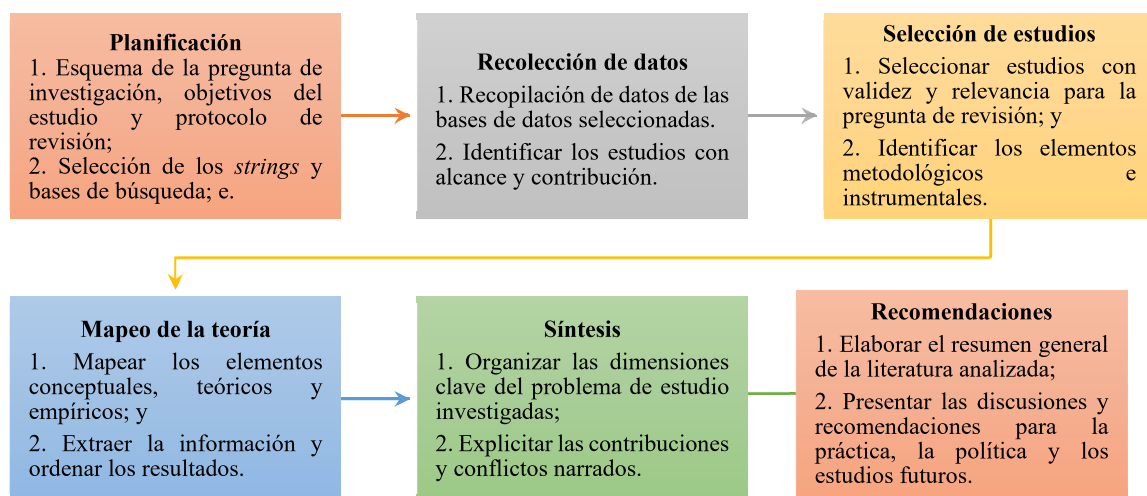 Planificación
1. Esquema de la pregunta de
investigación, objetivos del
estudio y protocolo de
revisión;
2. Selección de los strings y
bases de búsqueda; e.
Recolección de datos
1. Recopilación de datos de las
bases de datos seleccionadas.
2. Identificar los estudios con
alcance y contribución.
Selección de estudios
1. Seleccionar estudios con
validez y relevancia para la
pregunta de revisión; y
2. Identificar los elementos
metodológicos e
instrumentales.
Mapeo de la teoría
1. Mapear los elementos
conceptuales, teóricos y
empíricos; y
2. Extraer la información y
ordenar los resultados.
Síntesis
1. Organizar las dimensiones
clave del problema de estudio
investigadas;
2. Explicitar las contribuciones
y conflictos narrados.
Recomendaciones
1. Elaborar el resumen general
de la literatura analizada;
2. Presentar las discusiones y
recomendaciones para la
práctica, la política y los
estudios futuros.